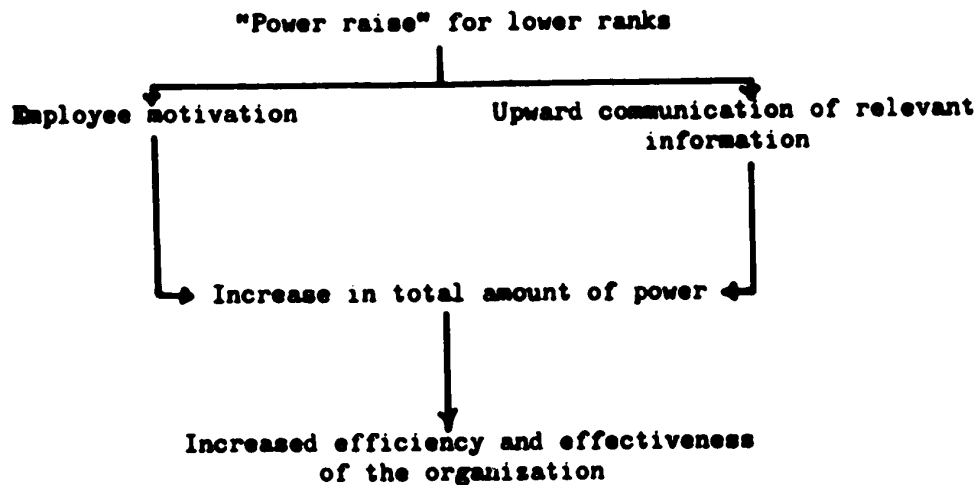 "Power raise" for lower ranks
Employee motivation
Upward communication of relevant
information
Increase in total amount of power
Increased efficiency and effectiveness
of the organization